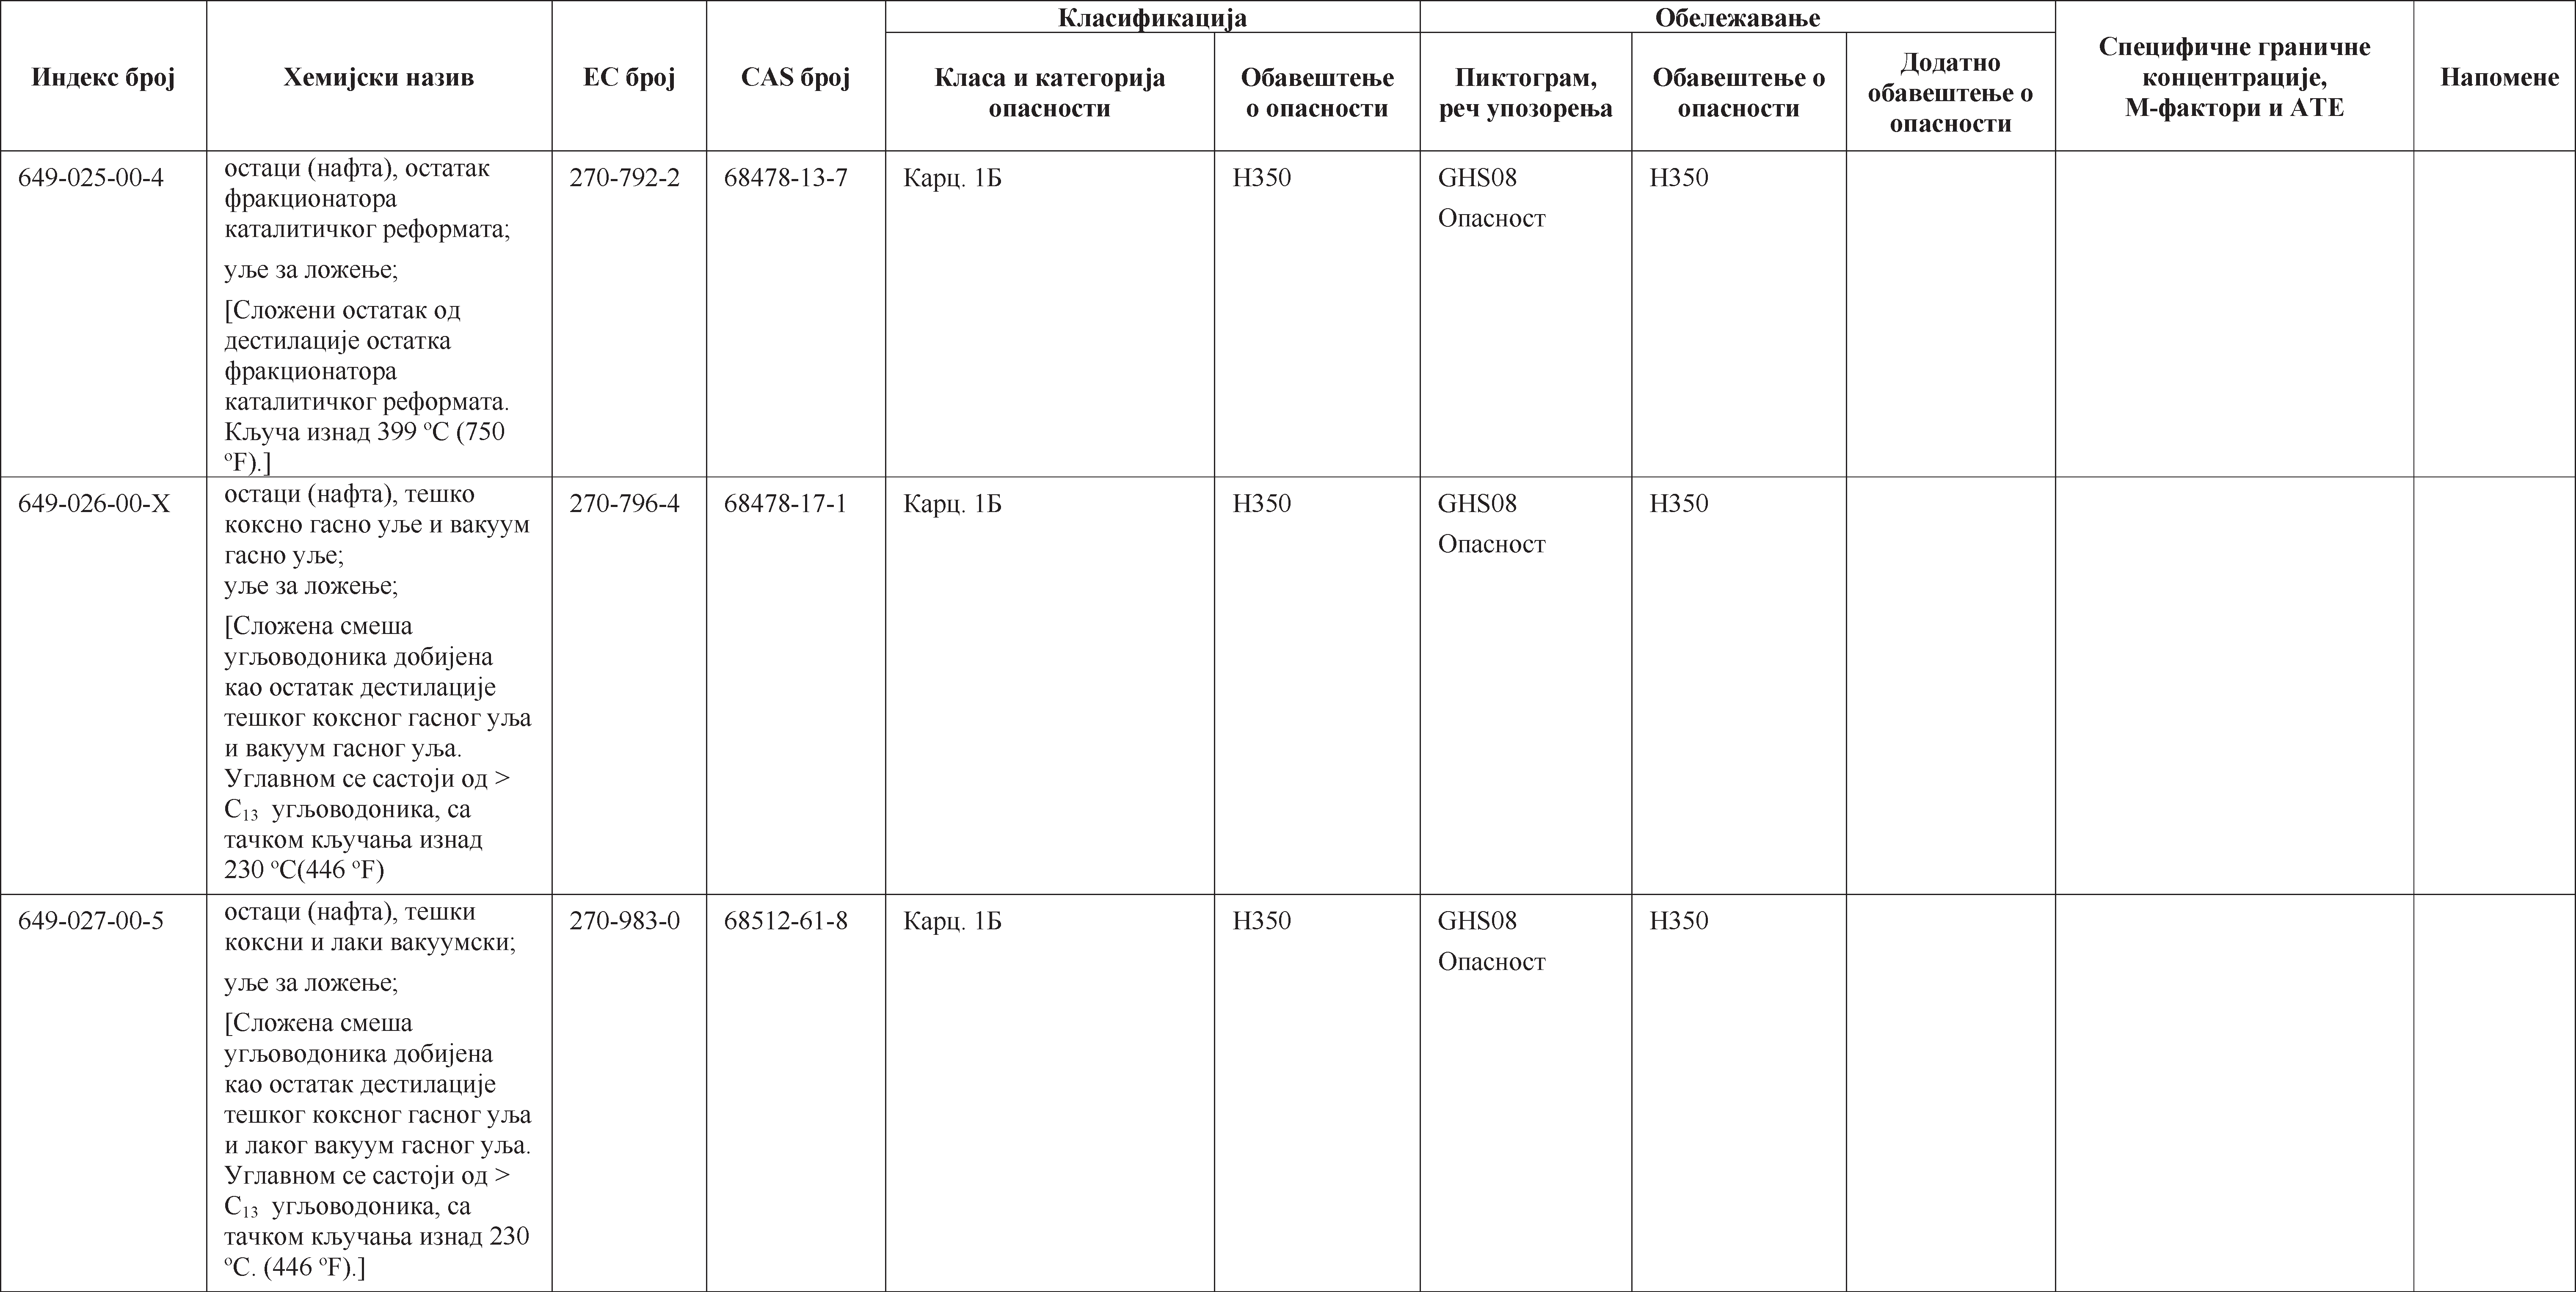 Класификација
Обележавање
Индекс број
Хемијски назив
ЕС број
CAS број
Класа и категорија
опасности
Обавештење
о опасности
Пиктограм,
реч упозорења
Обавештење о
опасности
Додатно
обавештење о
опасности
Специфичне граничне
концентрације,
М-фактори и АТЕ
Напомене
649-025-00-4
остаци (нафта), остатак
фракционатора
каталитичког реформата;
уље за ложење;
[Сложени остатак од
дестилације остатка
фракционатора
каталитичког реформата.
Кључа изнад 399 ºC (750
ºF).]
270-792-2
68478-13-7
Карц. 1Б
H350
GHS08
Опасност
H350
649-026-00-X
остаци (нафта), тешко
коксно гасно уље и вакуум
гасно уље;
уље за ложење;
[Сложена смеша
угљоводоника добијена
као остатак дестилације
тешког коксног гасног уља
и вакуум гасног уља.
Углавном се састоји од >
C₁₃ угљоводоника, са
тачком кључања изнад
230 ºC(446 ºF)
270-796-4
68478-17-1
Карц. 1Б
H350
GHS08
Опасност
H350
649-027-00-5
остаци (нафта), тешки
коксни и лаки вакуумски;
уље за ложење;
[Сложена смеша
угљоводоника добијена
као остатак дестилације
тешког коксног гасног уља
и лаког вакуум гасног уља.
Углавном се састоји од >
C₁₃ угљоводоника, са
тачком кључања изнад 230
ºC. (446 ºF).]
270-983-0
68512-61-8
Карц. 1Б
H350
GHS08
Опасност
H350